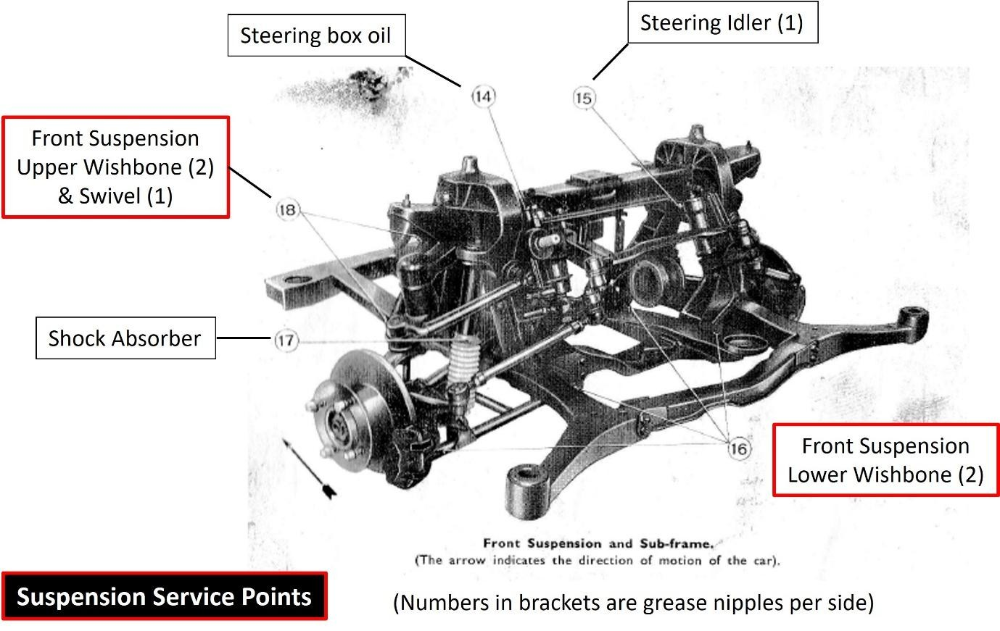 Steering box oil
Steering Idler (1)
14
15
Front Suspension
Upper Wishbone (2)
& Swivel (1)
18
Shock Absorber
17
16
Front Suspension
Lower Wishbone (2)
Front Suspension and Sub-frame.
(The arrow indicates the direction of motion of the car).
Suspension Service Points
(Numbers in brackets are grease nipples per side)